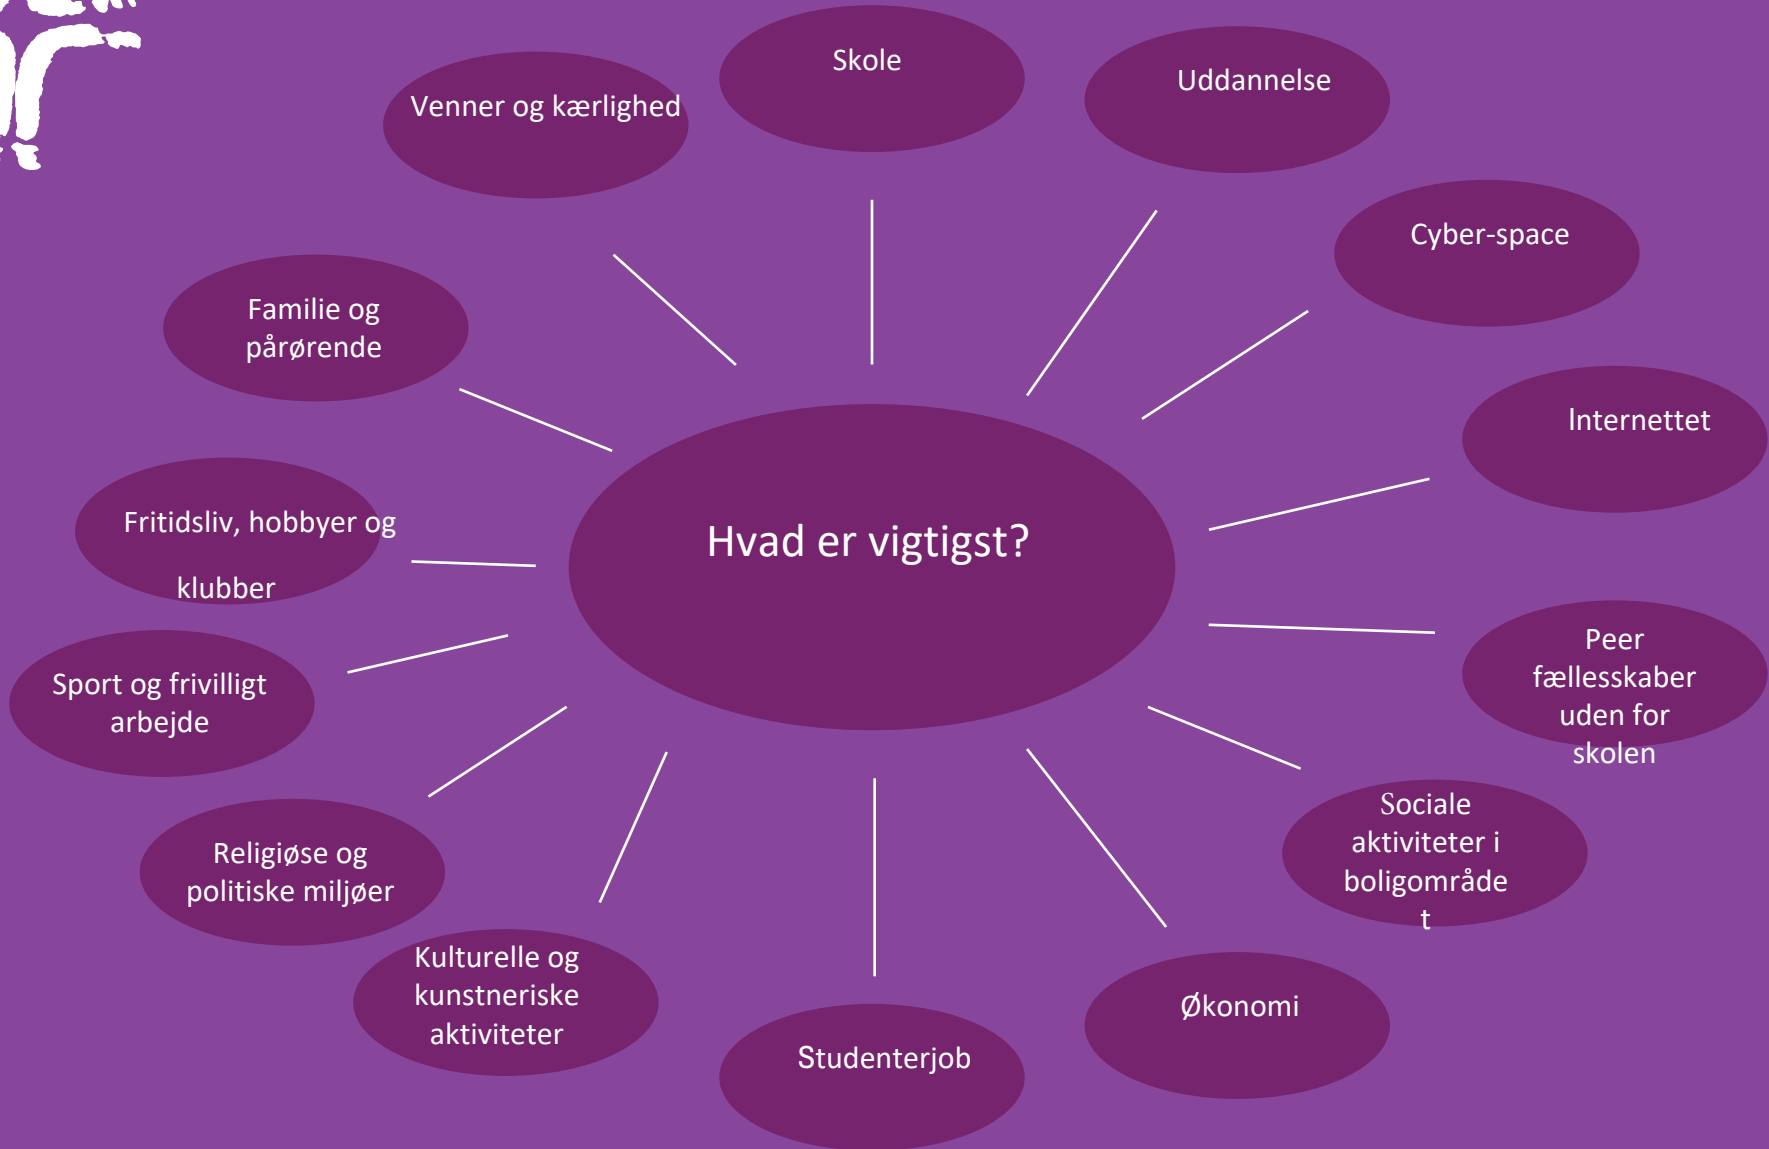 Skole
Uddannelse
Venner og kærlighed
Cyber-space
Familie og
pårørende
Internettet
Fritidsliv, hobbyer og
klubber
Hvad er vigtigst?
Peer
fællesskaber
uden for
skolen
Sport og frivilligt
arbejde
Sociale
aktiviteter i
boligområde
t
Religiøse og
politiske miljøer
Kulturelle og
kunstneriske
aktiviteter
Økonomi
Studenterjob